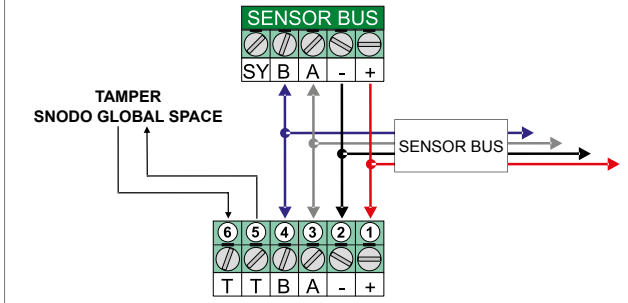 SENSOR BUS
SY B A - +
TAMPER
SNODO GLOBAL SPACE
SENSOR BUS
6 5 4 3 2 1
T T B A - +